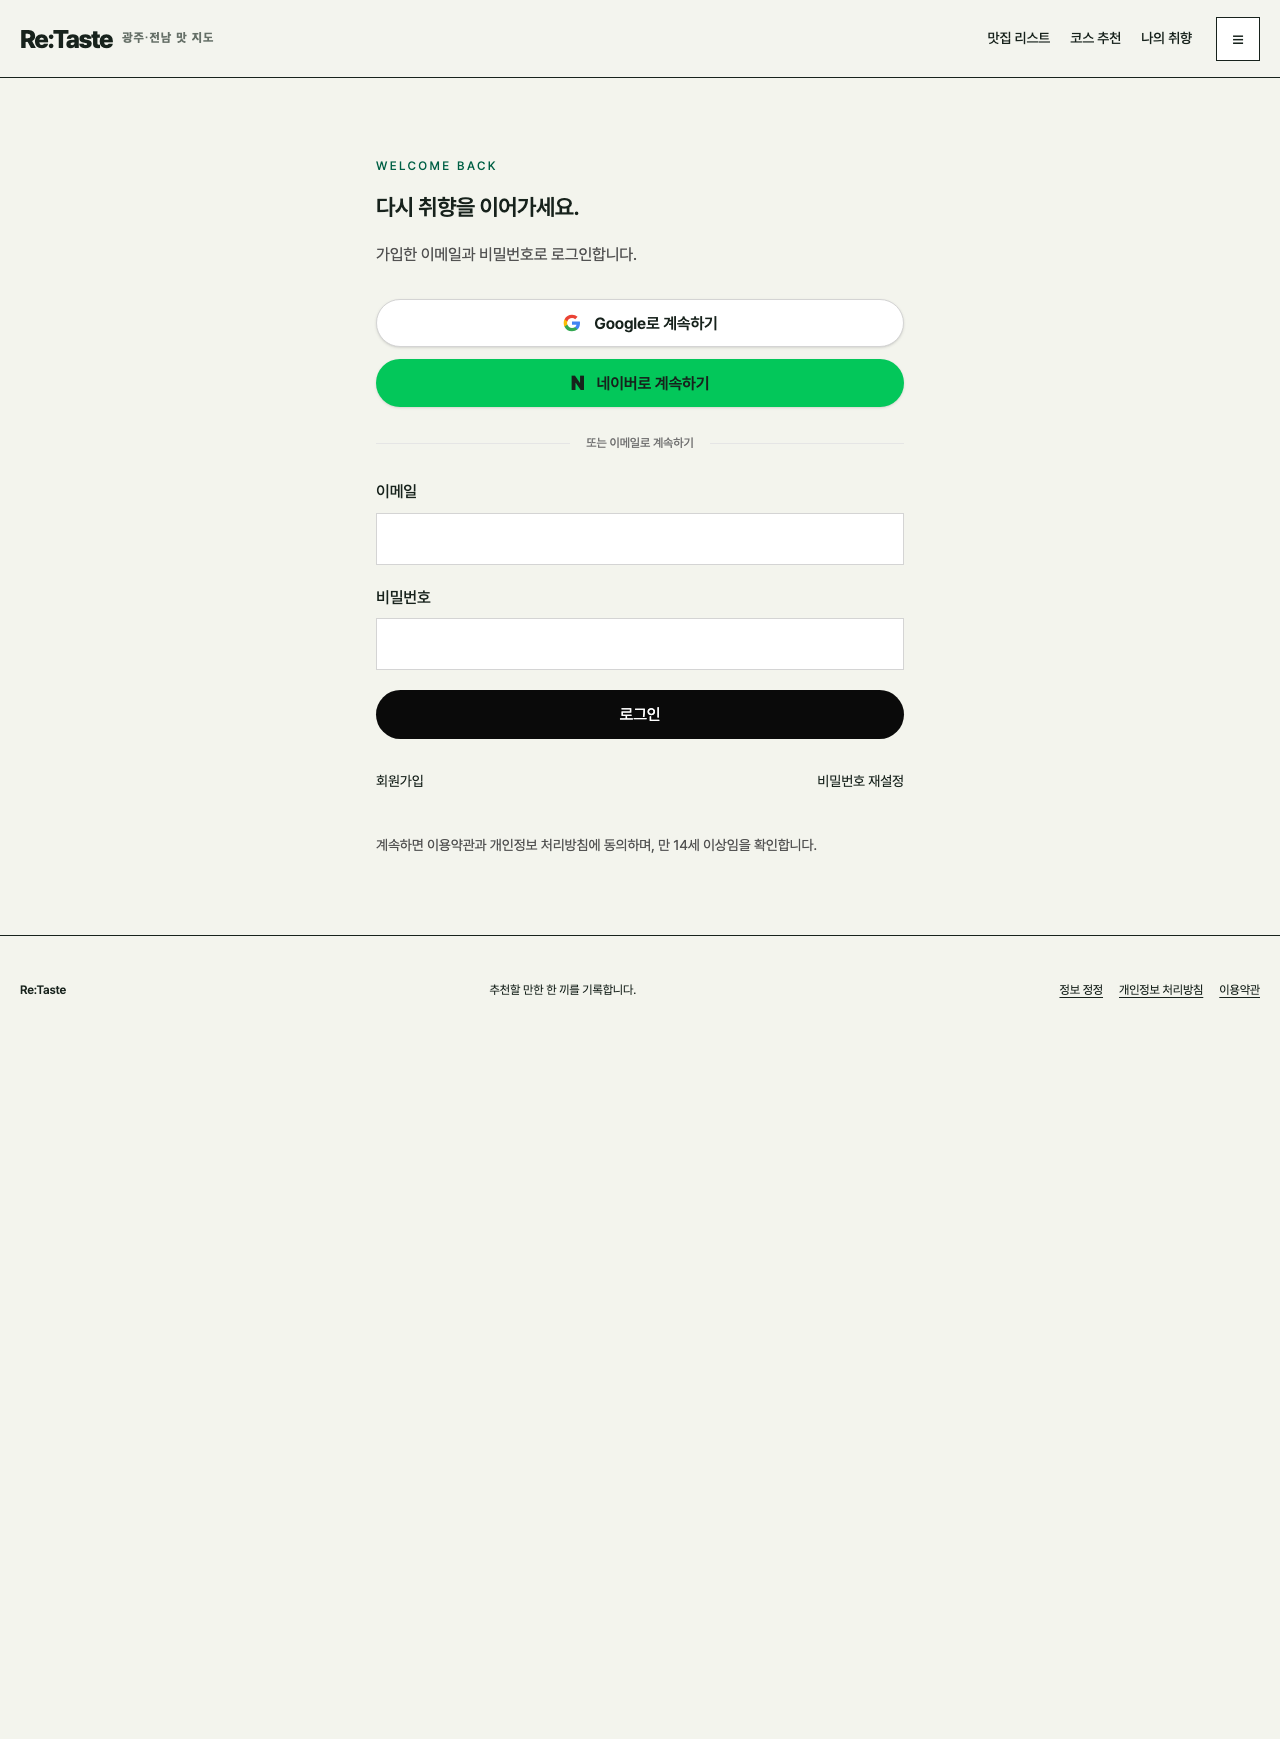 Re:Taste 광주·전남 맛 지도 맛집 리스트 코스 추천 나의 취향
WELCOME BACK
다시 취향을 이어가세요.
가입한 이메일과 비밀번호로 로그인합니다.
Google로 계속하기
N 네이버로 계속하기
또는 이메일로 계속하기
이메일
비밀번호
로그인
회원가입 비밀번호 재설정
계속하면 이용약관과 개인정보 처리방침에 동의하며, 만 14세 이상임을 확인합니다.
Re:Taste 추천할 만한 한 끼를 기록합니다. 정보 정정 개인정보 처리방침 이용약관